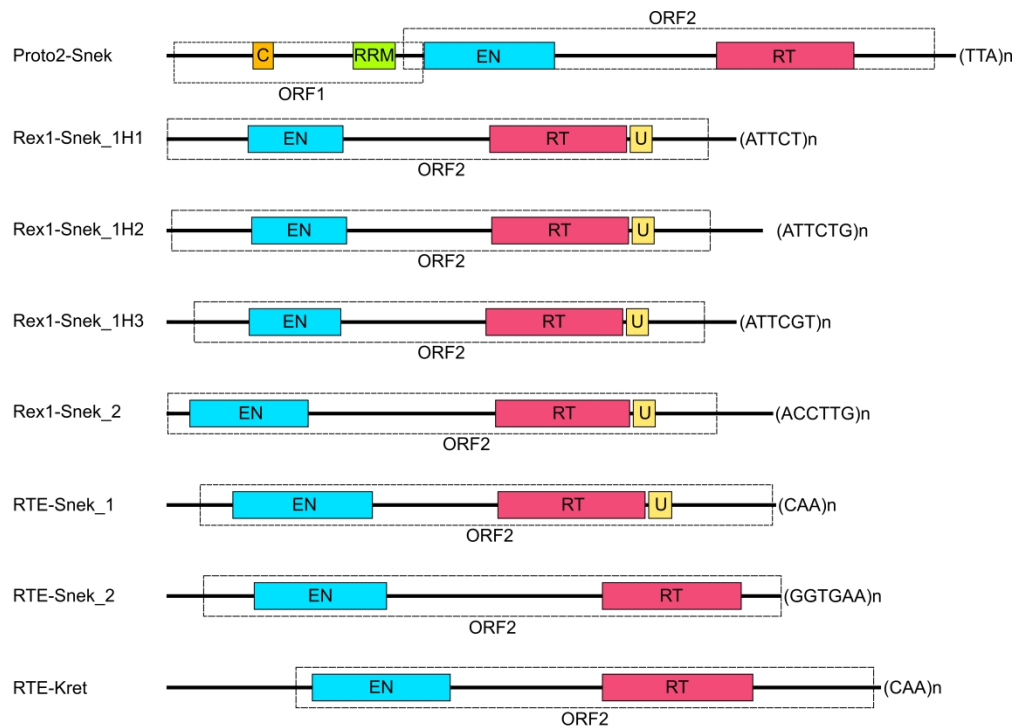 ORF2
Proto2-Snek C RRM EN RT (TTA)n
ORF1
Rex1-Snek_1H1 EN RT U (ATTCT)n
ORF2
Rex1-Snek_1H2 EN RT U (ATTCTG)n
ORF2
Rex1-Snek_1H3 EN RT U (ATTCGT)n
ORF2
Rex1-Snek_2 EN RT U (ACCTTG)n
ORF2
RTE-Snek_1 EN RT U (CAA)n
ORF2
RTE-Snek_2 EN RT (GGTGAA)n
ORF2
RTE-Kret EN RT (CAA)n
ORF2